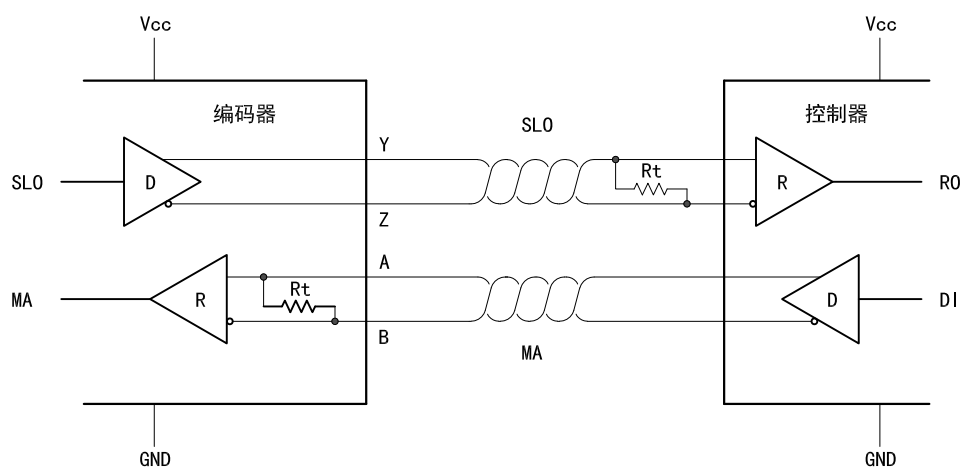 Vcc
Vcc
编码器
控制器
SLO
Y
D
Rt
R
SLO
RO
Z
A
MA
R
Rt
D
DI
B
MA
GND
GND